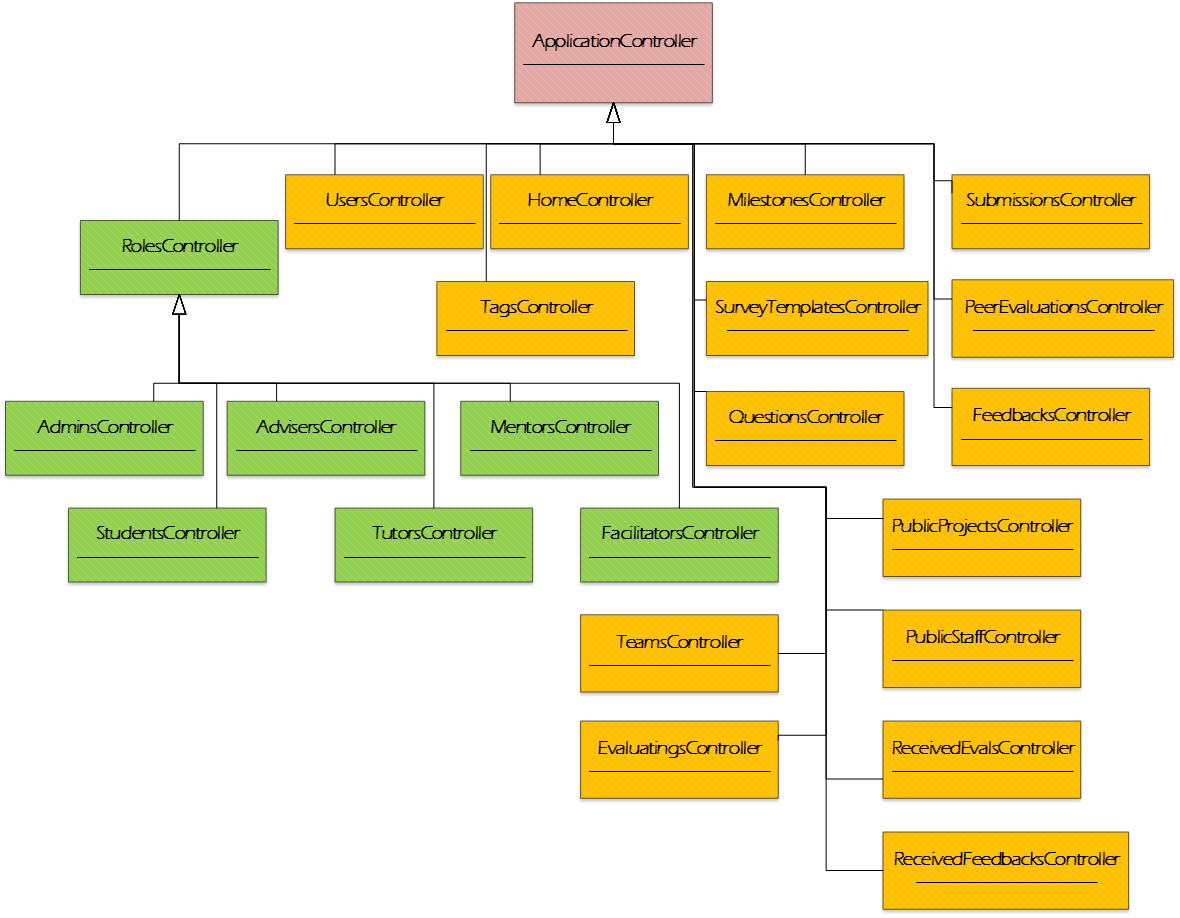 ApplicationController
UsersController
HomeController
MilestonesController
SubmissionsController
RolesController
TagsController
SurveyTemplatesController
PeerEvaluationsController
AdminsController
AdvisersController
MentorsController
QuestionsController
FeedbacksController
StudentsController
TutorsController
FacilitatorsController
PublicProjectsController
TeamsController
PublicStaffController
EvaluatingsController
ReceivedEvalsController
ReceivedFeedbacksController